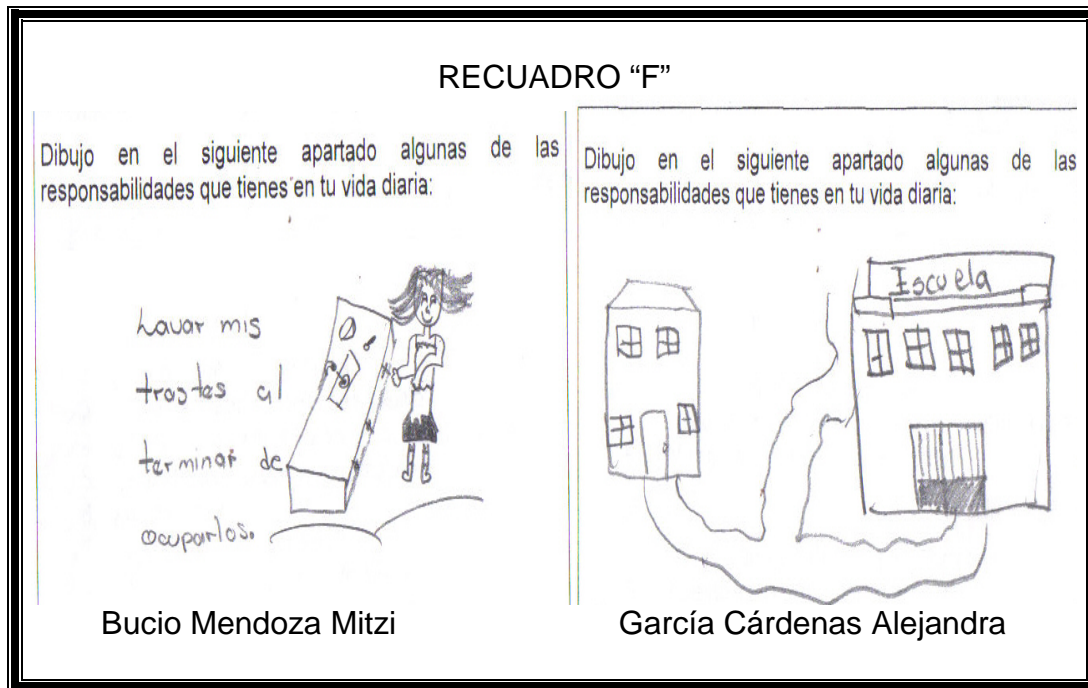 RECUADRO “F”
Dibujo en el siguiente apartado algunas de las
responsabilidades que tienes en tu vida diaria:
Lavar mis
trastes al
terminar de
ocuparlos.
Bucio Mendoza Mitzi
Dibujo en el siguiente apartado algunas de las
responsabilidades que tienes en tu vida diaria:
Escuela
García Cárdenas Alejandra